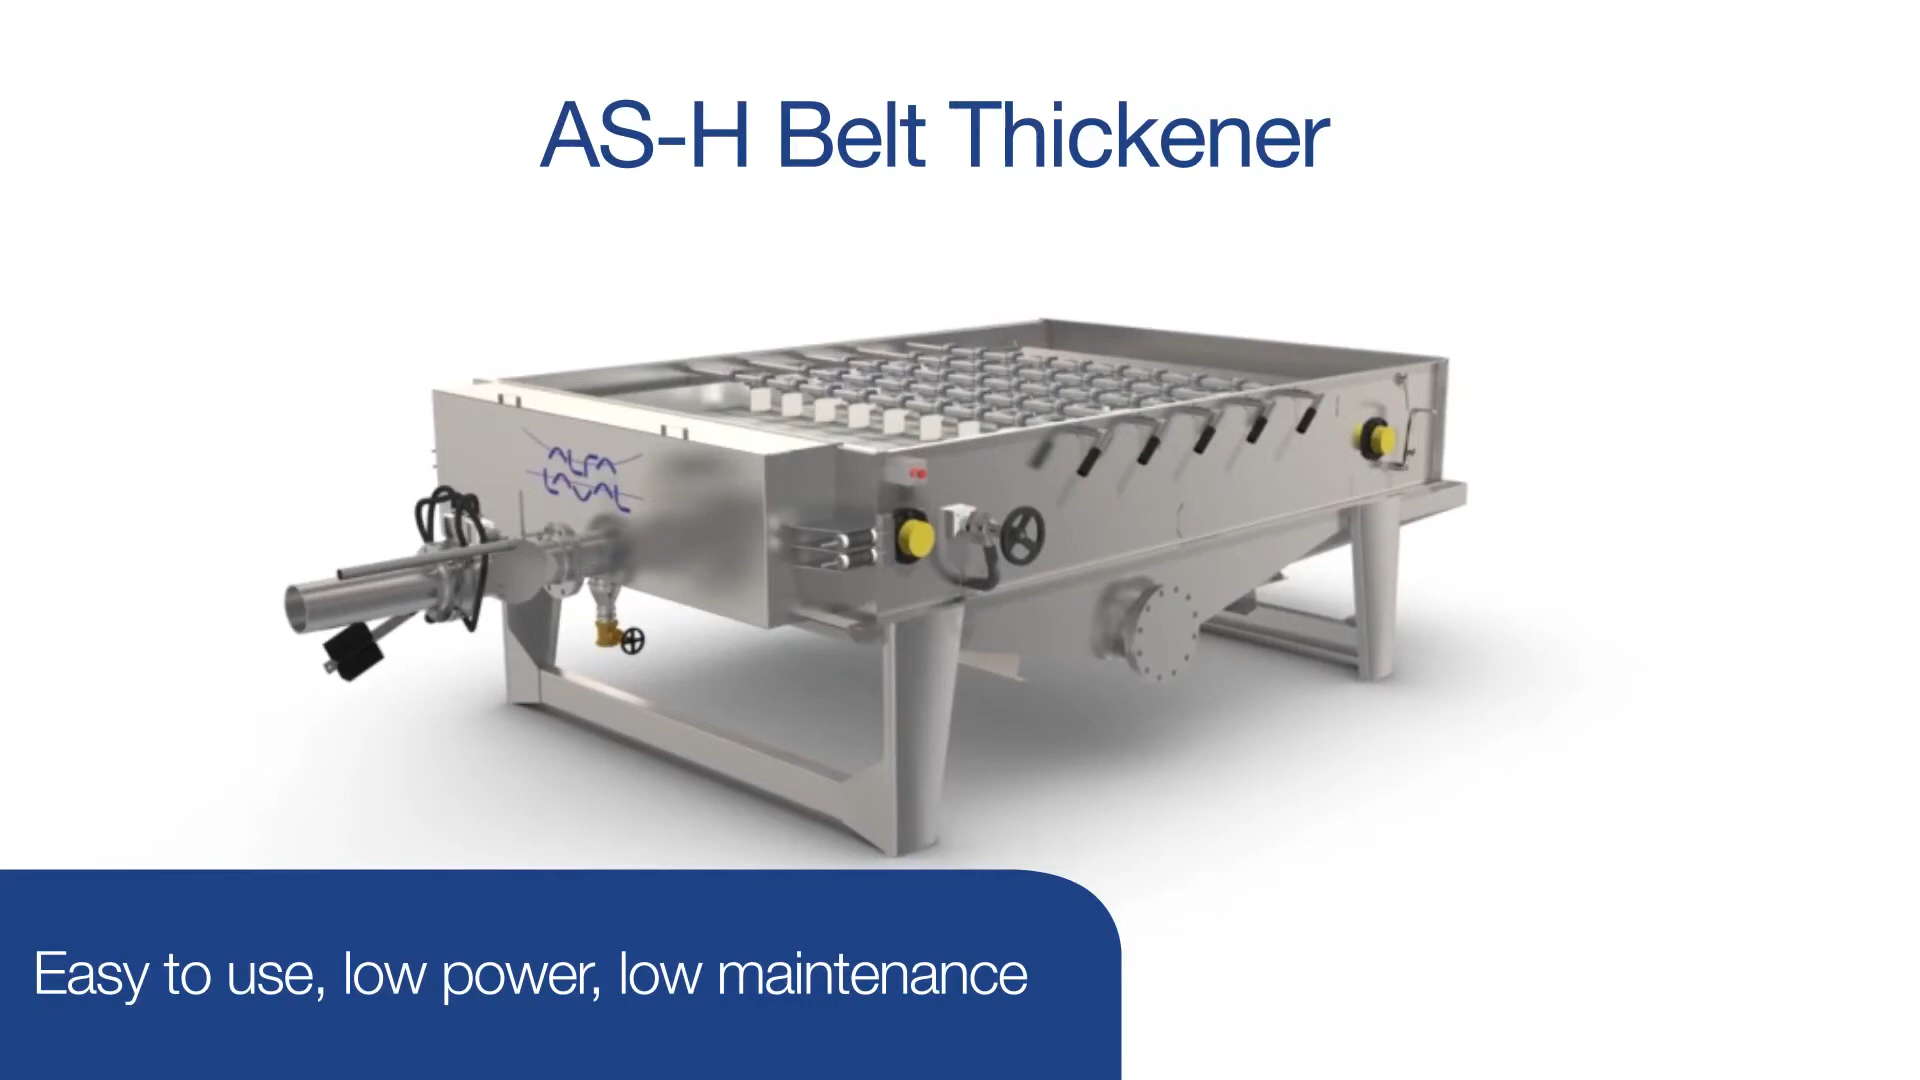 AS-H Belt Thickener
ALFA
LAVAL
Easy to use, low power, low maintenance